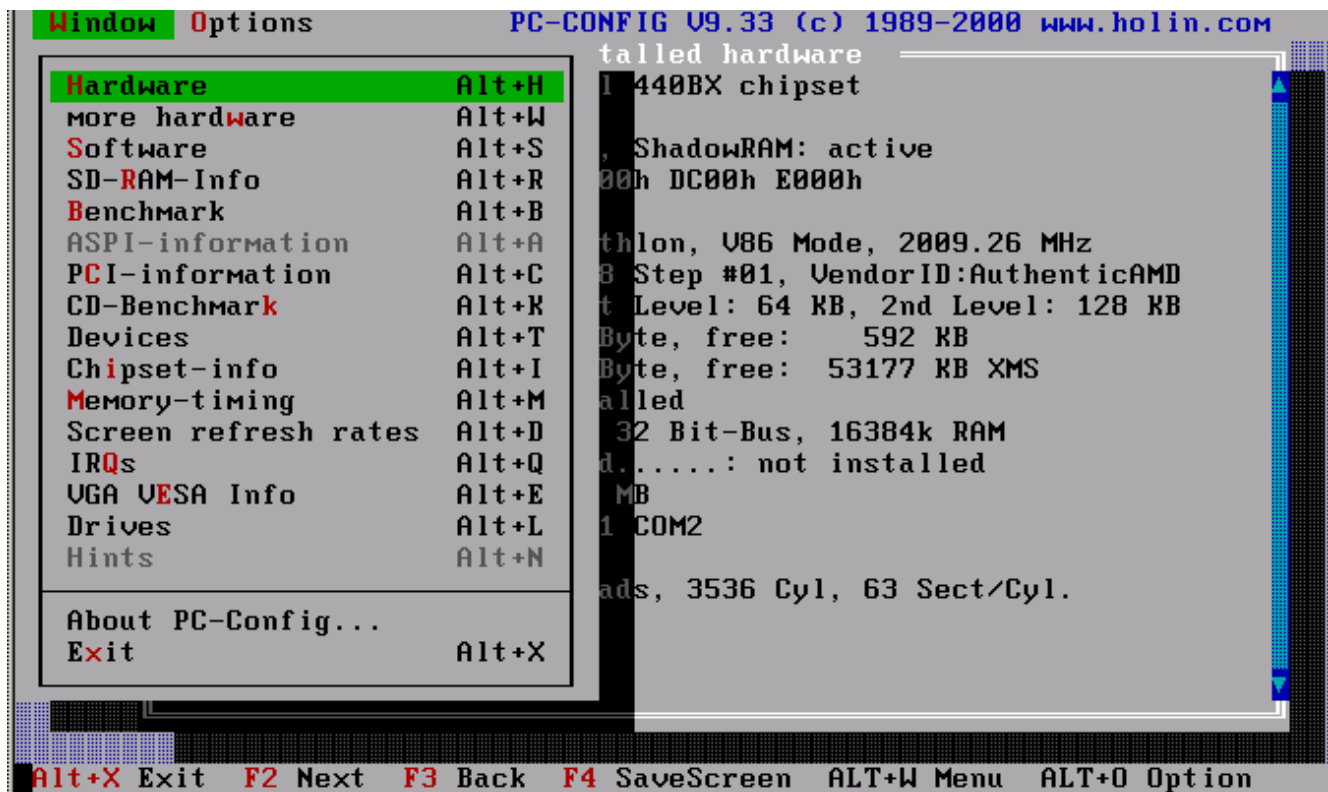 Window Options PC-CONFIG V9.33 (c) 1989-2000 www.holin.com
talled hardware
Hardware Alt+H l 440BX chipset
more hardware Alt+W
Software Alt+S , ShadowRAM: active
SD-RAM-Info Alt+R 00h DC00h E000h
Benchmark Alt+B
ASPI-information Alt+A thlon, V86 Mode, 2009.26 MHz
PCI-information Alt+C 8 Step #01, VendorID:AuthenticAMD
CD-Benchmark Alt+K t Level: 64 KB, 2nd Level: 128 KB
Devices Alt+T Byte, free: 592 KB
Chipset-info Alt+I Byte, free: 53177 KB XMS
Memory-timing Alt+M alled
Screen refresh rates Alt+D 32 Bit-Bus, 16384k RAM
IRQs Alt+Q d......: not installed
VGA VESA Info Alt+E MB
Drives Alt+L 1 COM2
Hints Alt+N
ads, 3536 Cyl, 63 Sect/Cyl.
About PC-Config...
Exit Alt+X
Alt+X Exit F2 Next F3 Back F4 SaveScreen ALT+W Menu ALT+O Option